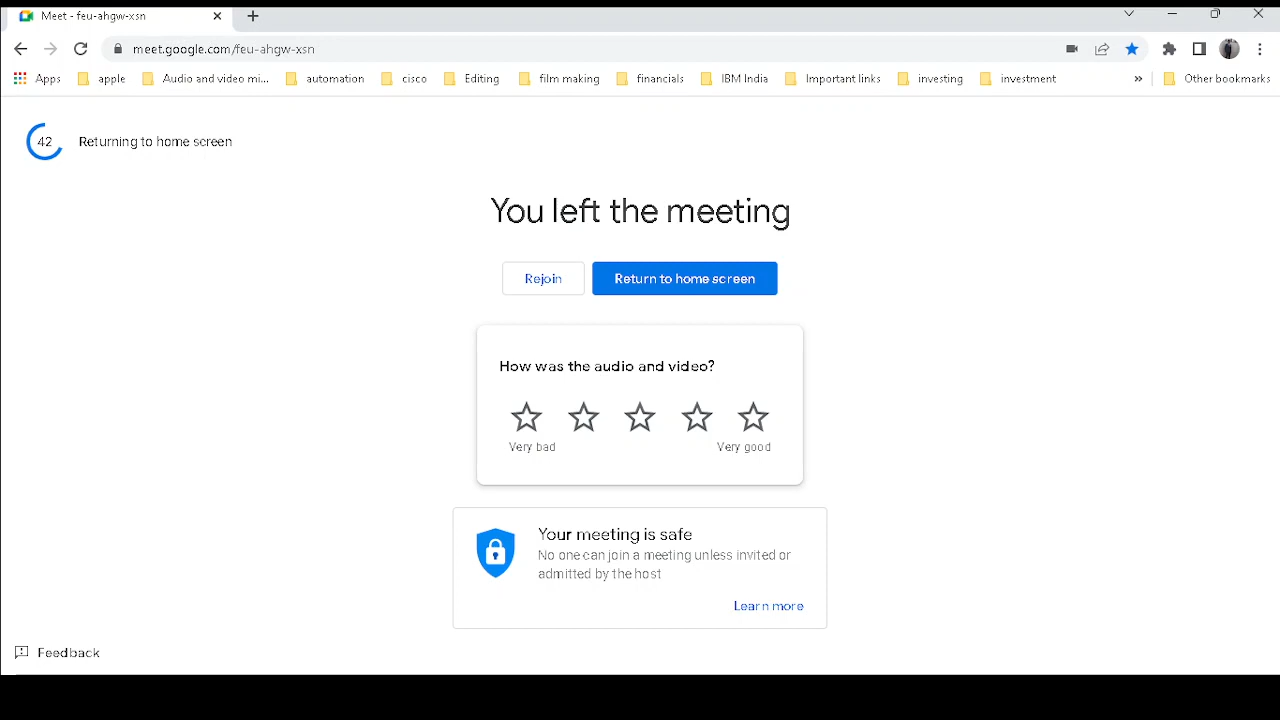 Meet - feu-ahgw-xsn
meet.google.com/feu-ahgw-xsn
Apps apple Audio and video mi... automation cisco Editing film making financials IBM India Important links investing investment » Other bookmarks
42 Returning to home screen
You left the meeting
Rejoin Return to home screen
How was the audio and video?
Very bad Very good
Your meeting is safe
No one can join a meeting unless invited or
admitted by the host
Learn more
Feedback